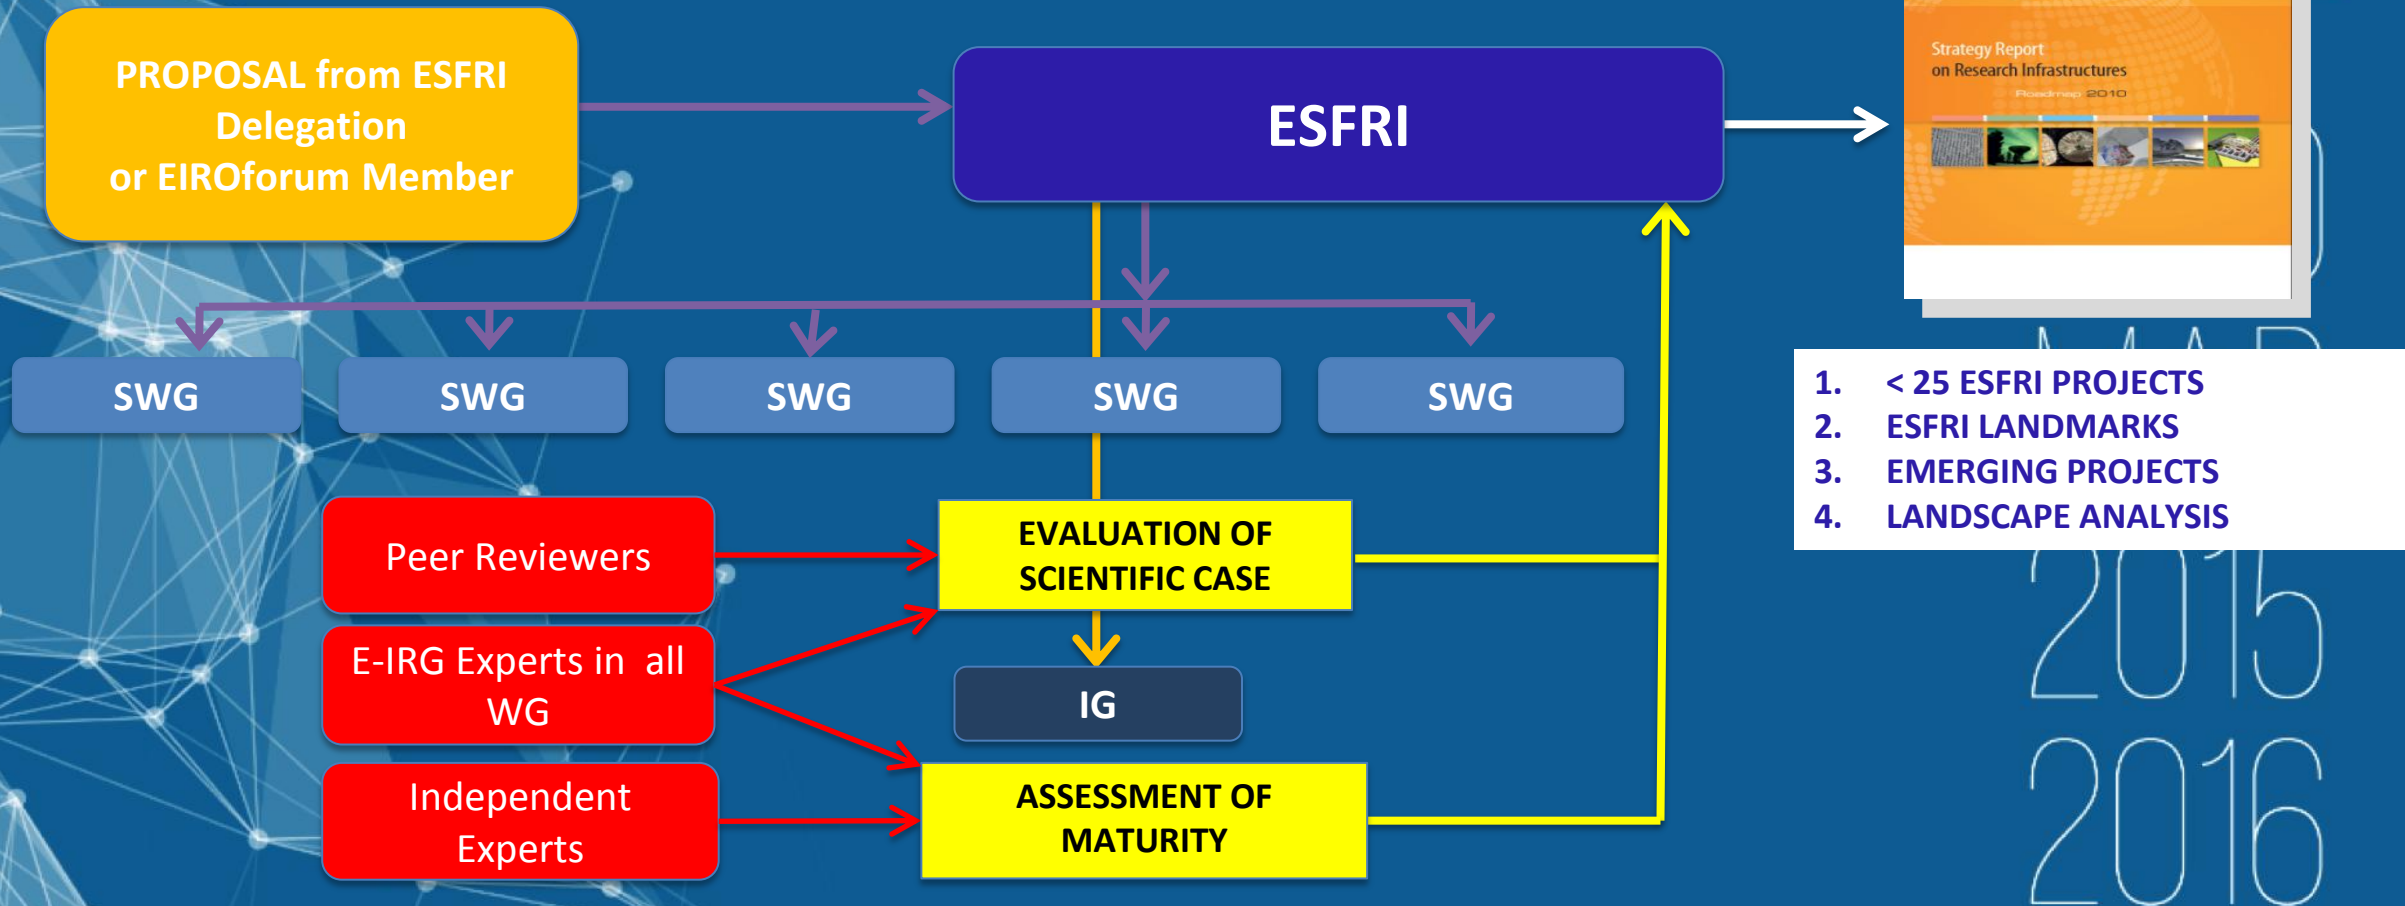 PROPOSAL from ESFRI
Delegation
or EIROforum Member
ESFRI
Strategy Report
on Research Infrastructures
Roadmap 2010
SWG
SWG
SWG
SWG
SWG
1. < 25 ESFRI PROJECTS
2. ESFRI LANDMARKS
3. EMERGING PROJECTS
4. LANDSCAPE ANALYSIS
Peer Reviewers
EVALUATION OF
SCIENTIFIC CASE
E-IRG Experts in all
WG
IG
Independent
Experts
ASSESSMENT OF
MATURITY
2015
2016